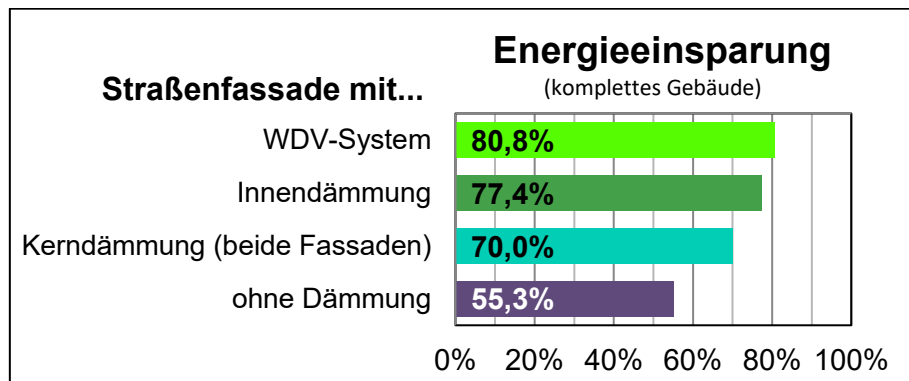 Energieeinsparung
(komplettes Gebäude)
Straßenfassade mit...
WDV-System 80,8%
Innendämmung 77,4%
Kerndämmung (beide Fassaden) 70,0%
ohne Dämmung 55,3%
0% 20% 40% 60% 80% 100%